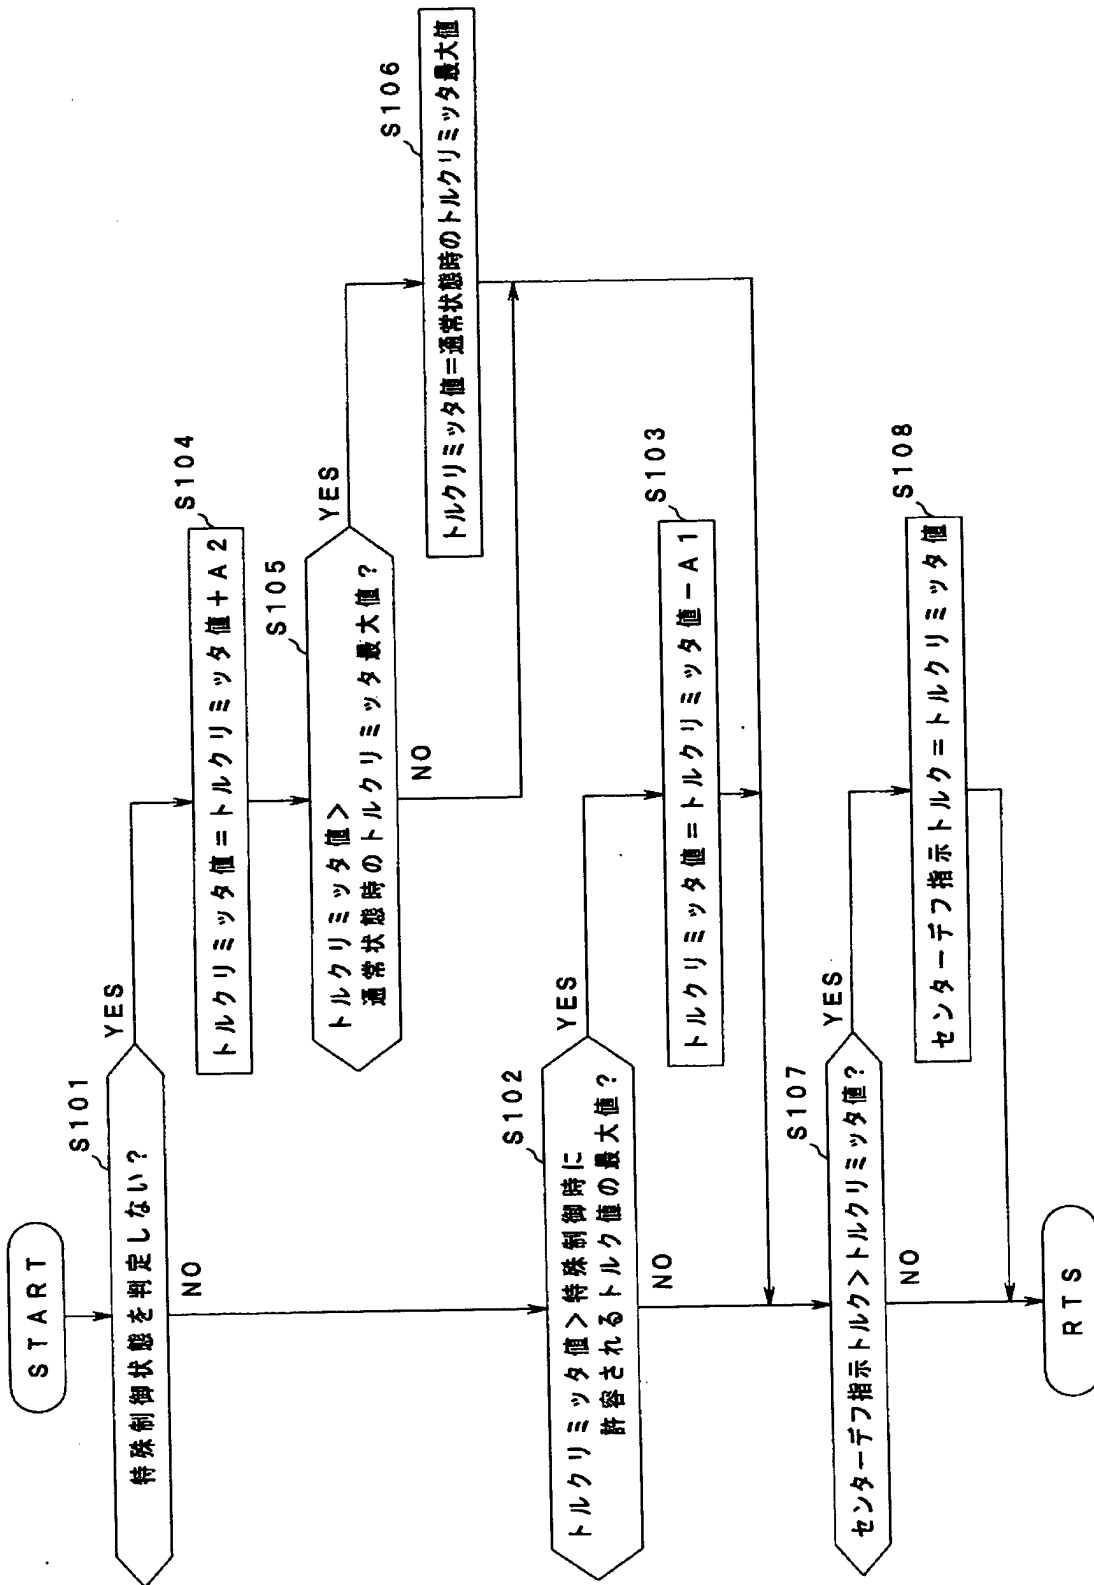 START
S101
特殊制御状態を判定しない?
YES
NO
S104
トルクリミッタ値=トルクリミッタ値+A2
S105
トルクリミッタ値>
通常状態時のトルクリミッタ最大値?
YES
NO
S106
トルクリミッタ値=通常状態時のトルクリミッタ最大値
S102
トルクリミッタ値>特殊制御時に
許容されるトルク値の最大値?
YES
NO
S103
トルクリミッタ値=トルクリミッタ値-A1
S107
センターデフ指示トルク>トルクリミッタ値?
YES
NO
S108
センターデフ指示トルク=トルクリミッタ値
RTS